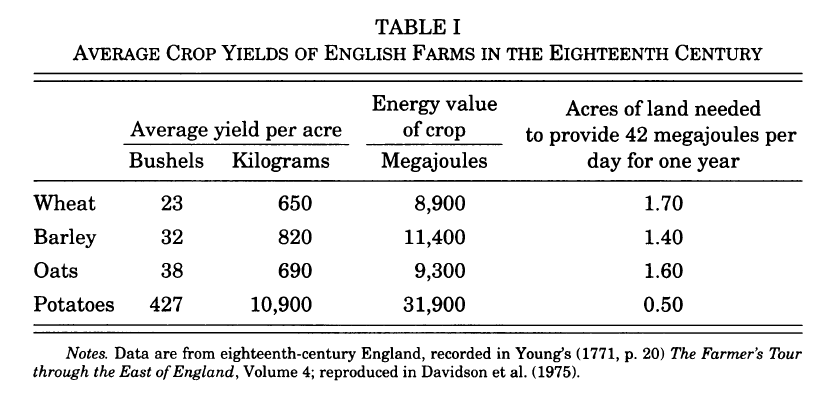 TABLE I
AVERAGE CROP YIELDS OF ENGLISH FARMS IN THE EIGHTEENTH CENTURY
Average yield per acre Energy value of crop Acres of land needed to provide 42 megajoules per day for one year
Bushels Kilograms Megajoules
Wheat 23 650 8,900 1.70
Barley 32 820 11,400 1.40
Oats 38 690 9,300 1.60
Potatoes 427 10,900 31,900 0.50
Notes. Data are from eighteenth-century England, recorded in Young's (1771, p. 20) The Farmer's Tour
through the East of England, Volume 4; reproduced in Davidson et al. (1975).